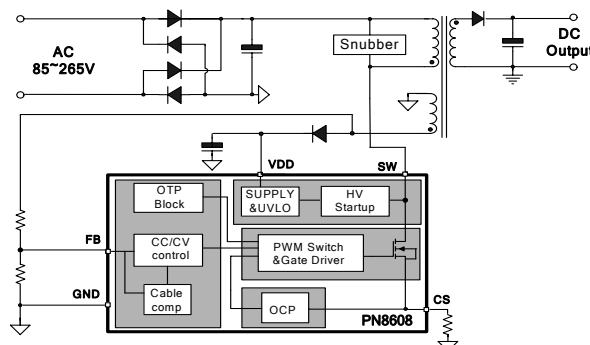 AC
85~265V
Snubber
DC
Output
VDD
SW
OTP
Block
SUPPLY
&UVLO
HV
Startup
FB
CC/CV
control
PWM Switch
&Gate Driver
GND
Cable
comp
OCP
CS
PN8608